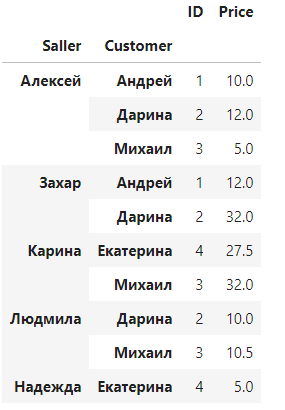 ID Price
Saller Customer
Алексей Андрей 1 10.0
Дарина 2 12.0
Михаил 3 5.0
Захар Андрей 1 12.0
Дарина 2 32.0
Карина Екатерина 4 27.5
Михаил 3 32.0
Людмила Дарина 2 10.0
Михаил 3 10.5
Надежда Екатерина 4 5.0